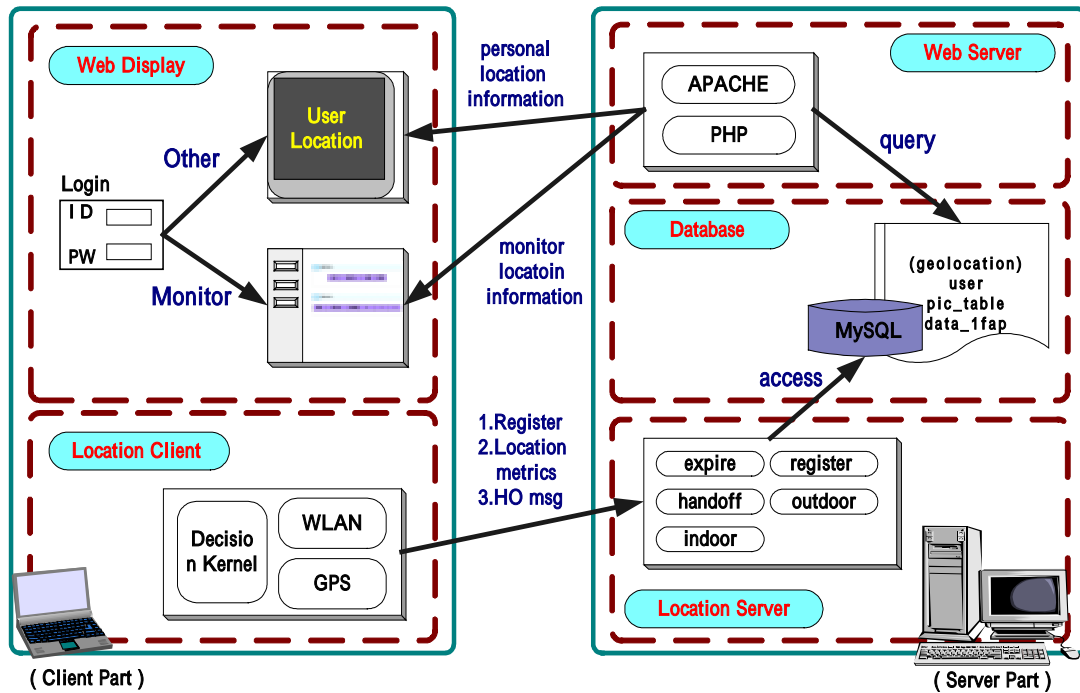 Web Display
User
Location
Other
Login
I D
PW
Monitor
personal
location
information
monitor
locatoin
information
Web Server
APACHE
PHP
query
Database
(geolocation)
user
pic_table
data_1fap
MySQL
access
Location Client
Decisio
n Kernel
WLAN
GPS
1.Register
2.Location
metrics
3.HO msg
expire
register
handoff
outdoor
indoor
Location Server
( Client Part )
( Server Part )